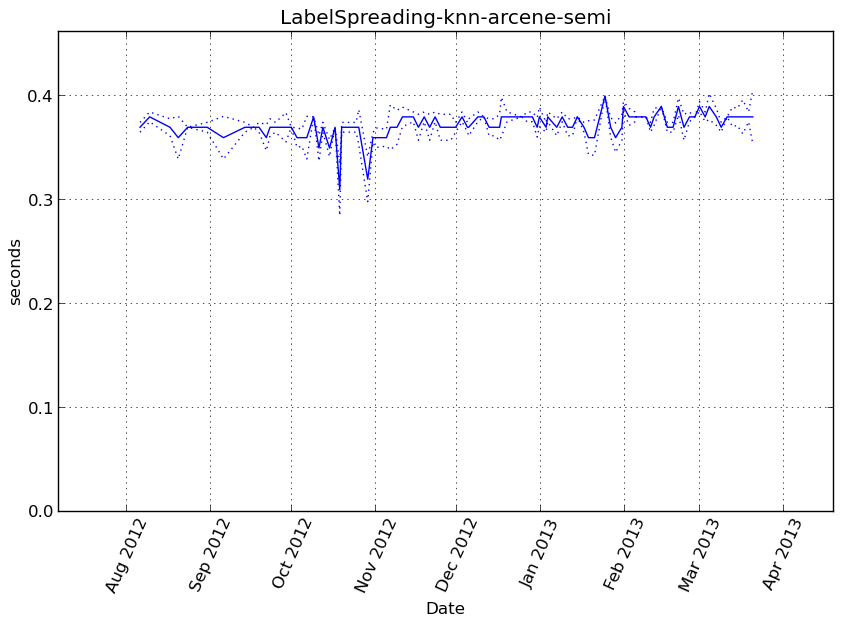 LabelSpreading-knn-arcene-semi
0.4
0.3
0.2
0.1
0.0
seconds
Aug 2012
Sep 2012
Oct 2012
Nov 2012
Dec 2012
Jan 2013
Feb 2013
Mar 2013
Apr 2013
Date